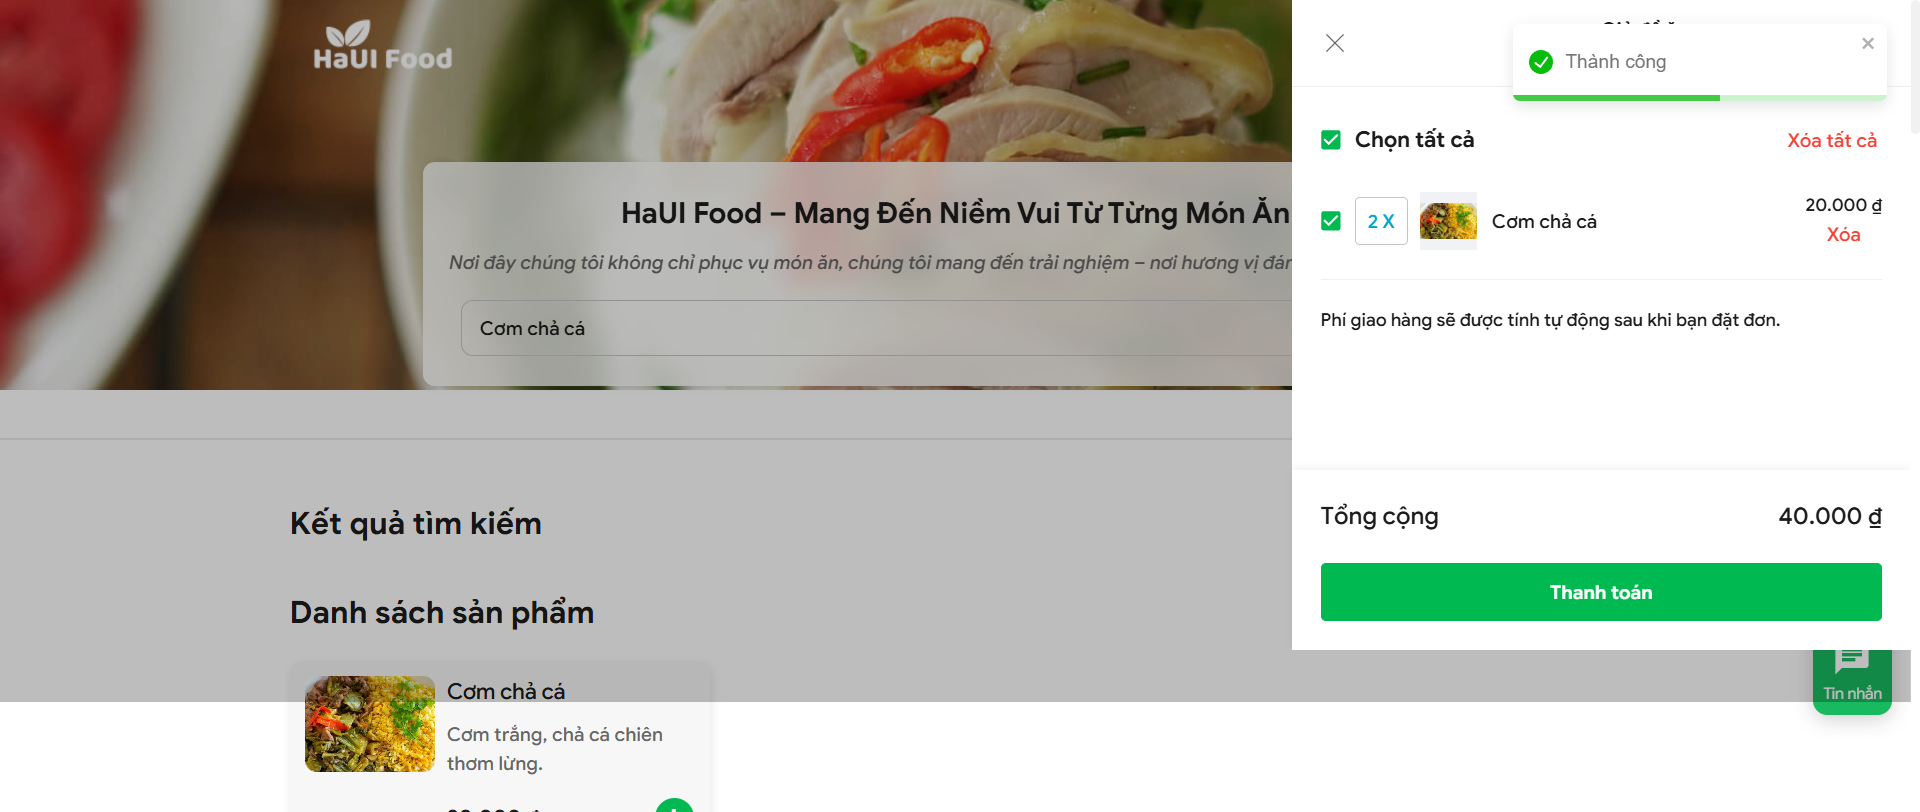 HaUI Food
Thành công
Chọn tất cả
Xóa tất cả
2 X
Cơm chả cá
20.000 ₫
Xóa
Phí giao hàng sẽ được tính tự động sau khi bạn đặt đơn.
Tổng cộng
40.000 ₫
Thanh toán
Tin nhắn
HaUI Food – Mang Đến Niềm Vui Từ Từng Món Ăn
Nơi đây chúng tôi không chỉ phục vụ món ăn, chúng tôi mang đến trải nghiệm – nơi hương vị
Cơm chả cá
Kết quả tìm kiếm
Danh sách sản phẩm
Cơm chả cá
Cơm trắng, chả cá chiên
thơm lừng.